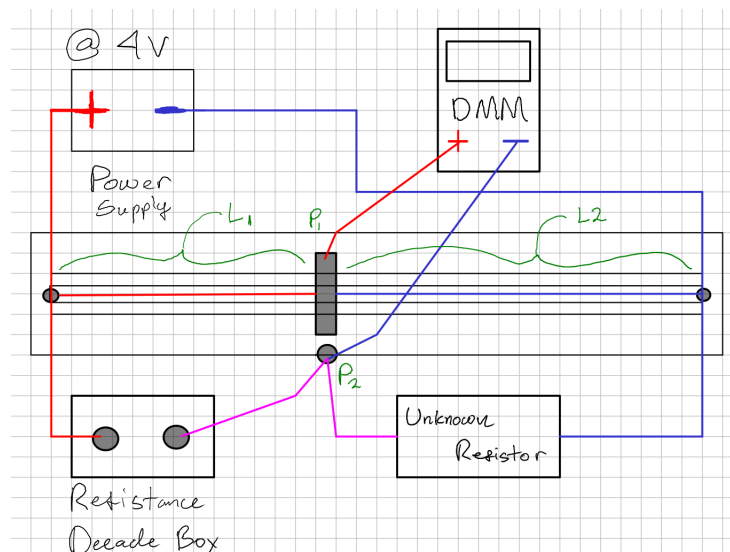 @ 4V
+ -
Power
Supply
DMM
+ -
L1
P1
L2
P2
Unknown
Resistor
Resistance
Decade Box